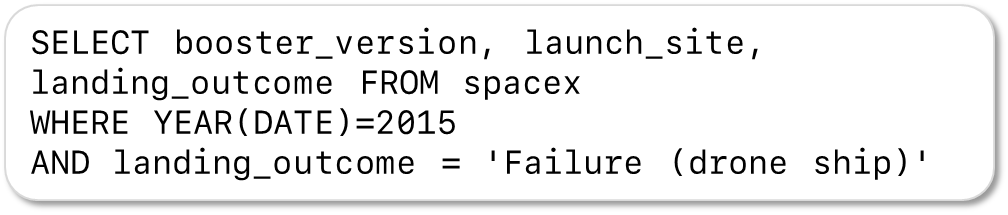 SELECT booster_version, launch_site,
landing_outcome FROM spacex
WHERE YEAR(DATE)=2015
AND landing_outcome = 'Failure (drone ship)'